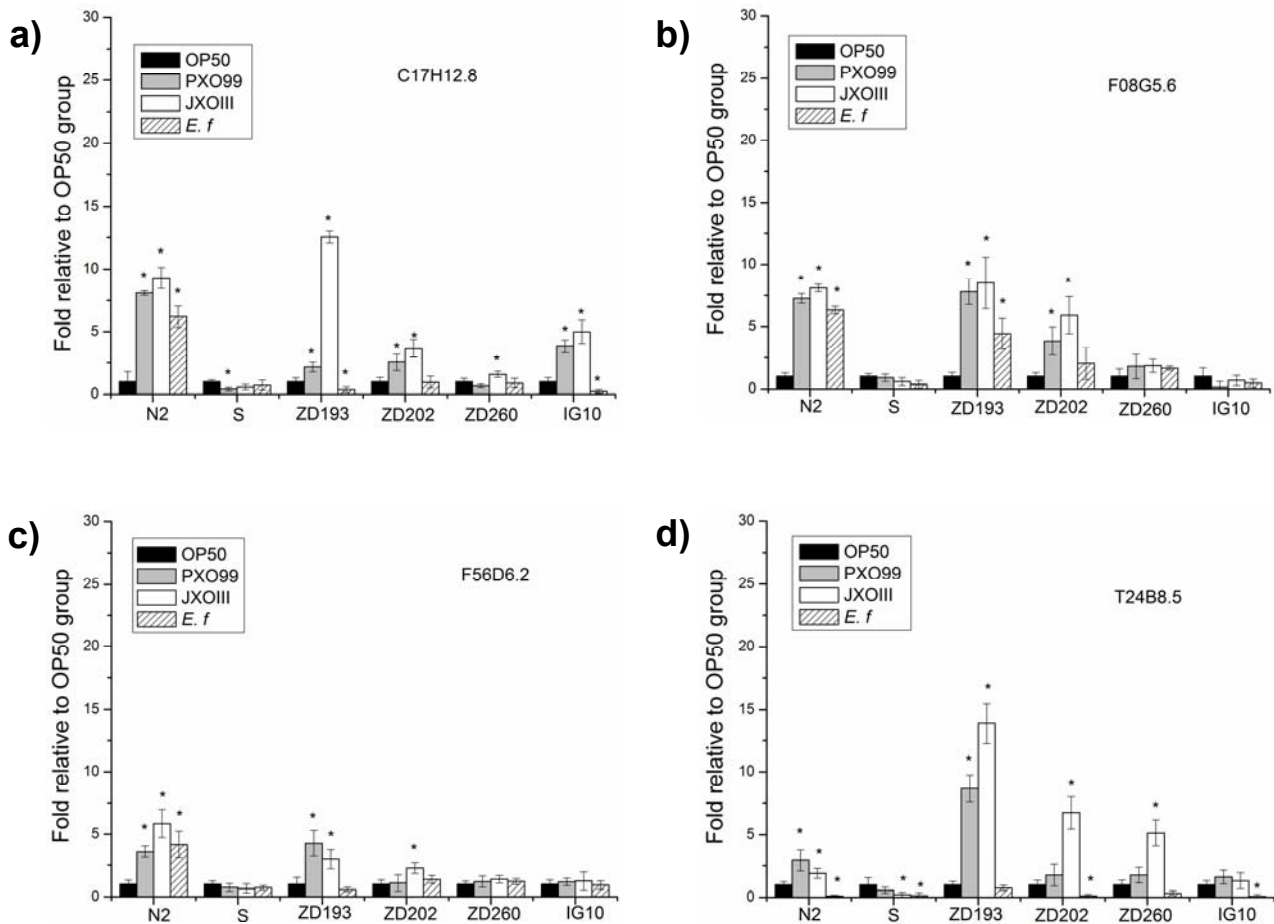 a)
Fold relative to OP50 group
30
25
20
15
10
5
0
OP50
PXO99
JXOIII
E. f
C17H12.8
* * * * * * * * * * * * *
N2 S ZD193 ZD202 ZD260 IG10
b)
Fold relative to OP50 group
30
25
20
15
10
5
0
OP50
PXO99
JXOIII
E. f
F08G5.6
* * * * * * * *
N2 S ZD193 ZD202 ZD260 IG10
c)
Fold relative to OP50 group
30
25
20
15
10
5
0
OP50
PXO99
JXOIII
E. f
F56D6.2
* * * * * *
N2 S ZD193 ZD202 ZD260 IG10
d)
Fold relative to OP50 group
30
25
20
15
10
5
0
OP50
PXO99
JXOIII
E. f
T24B8.5
* * * * * * * * * * *
N2 S ZD193 ZD202 ZD260 IG10